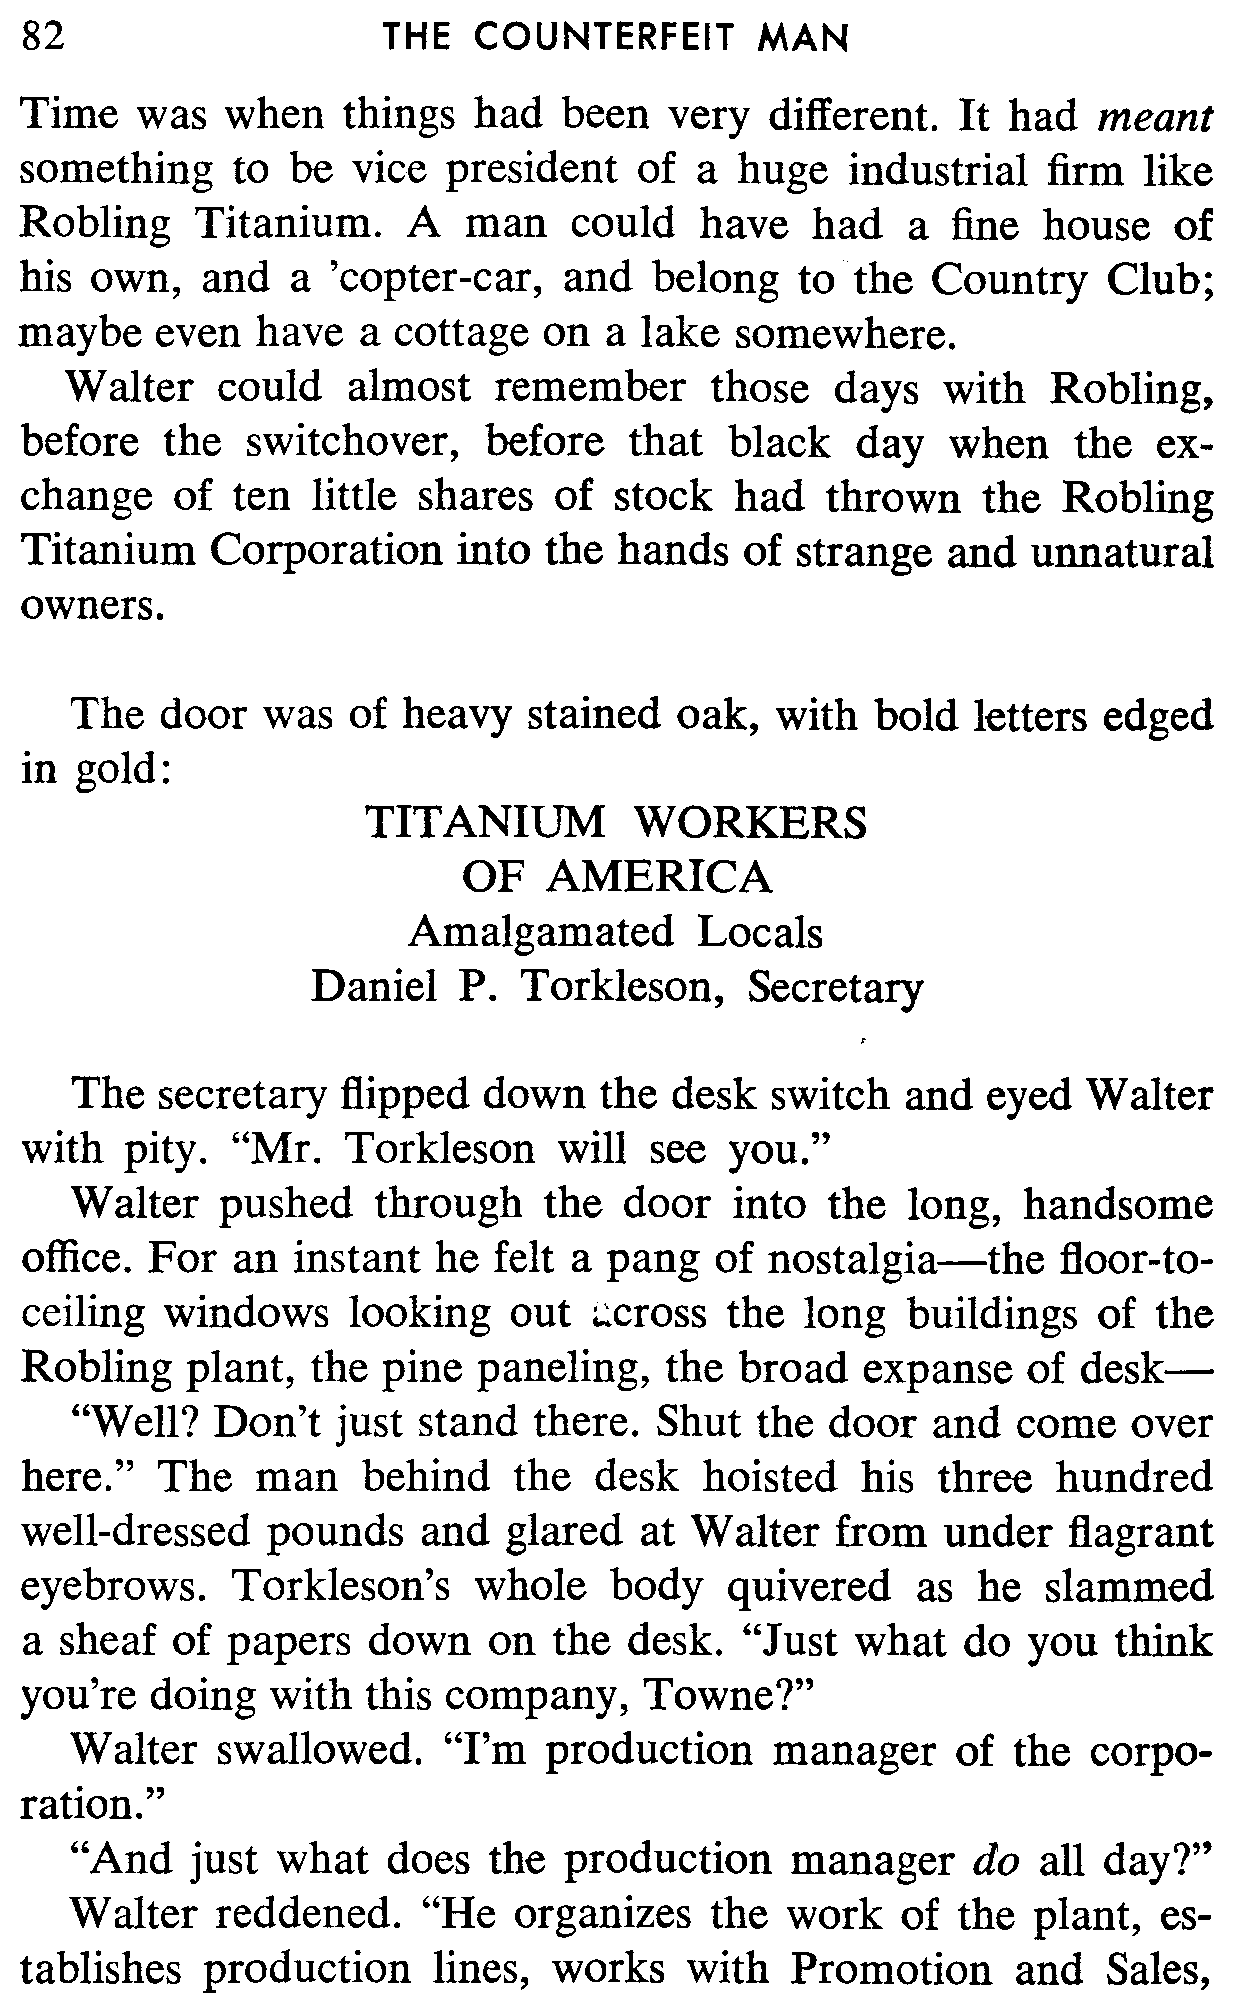 82 THE COUNTERFEIT MAN
Time was when things had been very different. It had meant
something to be vice president of a huge industrial firm like
Robling Titanium. A man could have had a fine house of
his own, and a ’copter-car, and belong to the Country Club;
maybe even have a cottage on a lake somewhere.
Walter could almost remember those days with Robling,
before the switchover, before that black day when the ex-
change of ten little shares of stock had thrown the Robling
Titanium Corporation into the hands of strange and unnatural
owners.
The door was of heavy stained oak, with bold letters edged
in gold:
TITANIUM WORKERS
OF AMERICA
Amalgamated Locals
Daniel P. Torkleson, Secretary
The secretary flipped down the desk switch and eyed Walter
with pity. “Mr. Torkleson will see you.”
Walter pushed through the door into the long, handsome
office. For an instant he felt a pang of nostalgia—the floor-to-
ceiling windows looking out across the long buildings of the
Robling plant, the pine paneling, the broad expanse of desk—
“Well? Don’t just stand there. Shut the door and come over
here.” The man behind the desk hoisted his three hundred
well-dressed pounds and glared at Walter from under flagrant
eyebrows. Torkleson’s whole body quivered as he slammed
a sheaf of papers down on the desk. “Just what do you think
you’re doing with this company, Towne?”
Walter swallowed. “I’m production manager of the corpo-
ration.”
“And just what does the production manager do all day?”
Walter reddened. “He organizes the work of the plant, es-
tablishes production lines, works with Promotion and Sales,